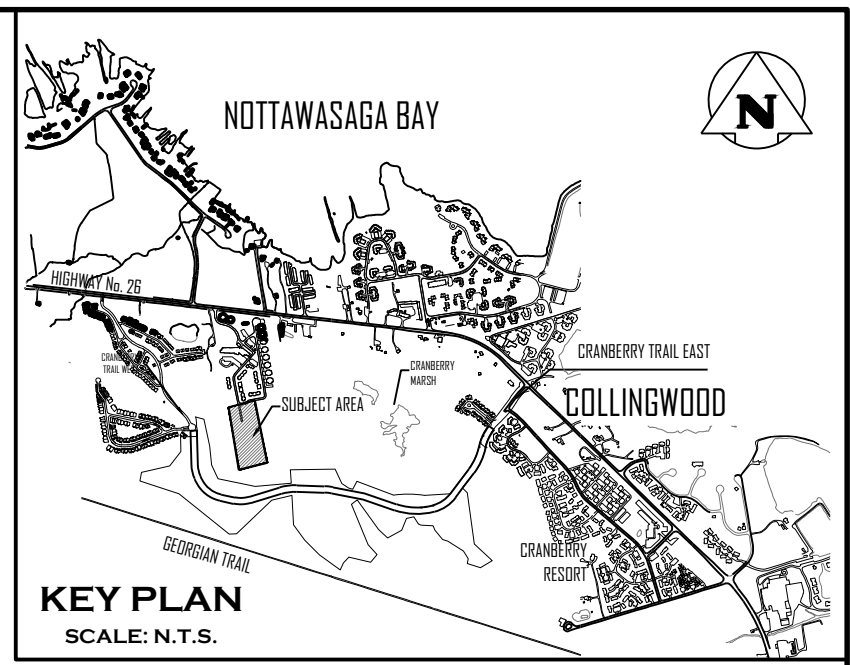 NOTTAWASAGA BAY
N
HIGHWAY No. 26
CRANBERRY
TRAIL
CRANBERRY
MARSH
CRANBERRY TRAIL EAST
SUBJECT AREA
COLLINGWOOD
GEORGIAN TRAIL
CRANBERRY
RESORT
KEY PLAN
SCALE: N.T.S.